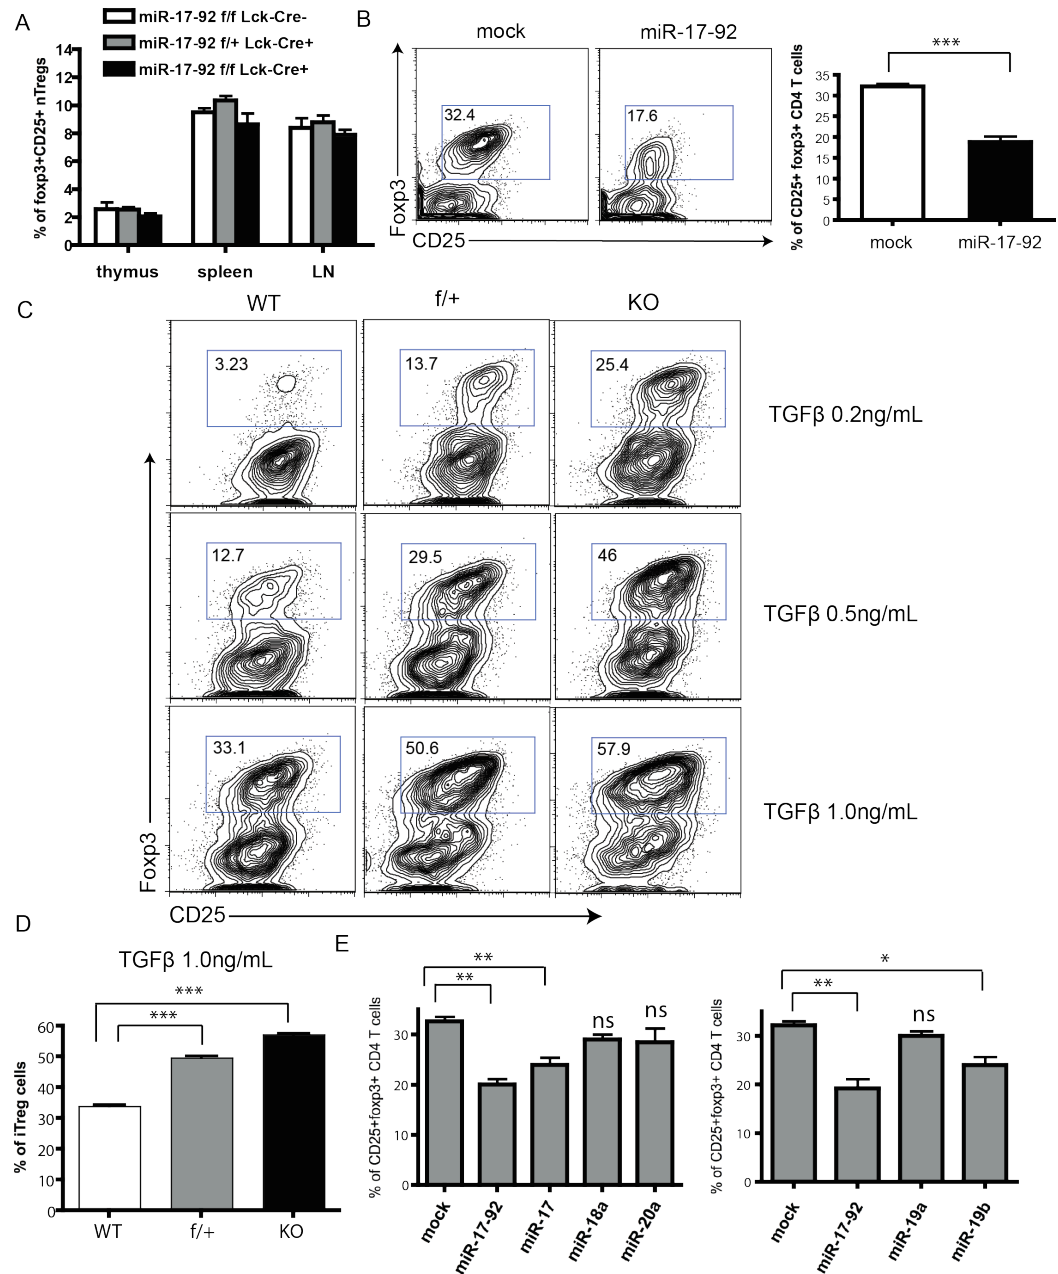 A
miR-17-92 f/f Lck-Cre-
miR-17-92 f/+ Lck-Cre+
miR-17-92 f/f Lck-Cre+
% of foxp3+CD25+ nTregs
14
12
10
8
6
4
2
0
thymus spleen LN
B
mock miR-17-92
32.4 17.6
Foxp3
CD25
***
% of CD25+ foxp3+ CD4 T cells
35
30
25
20
15
10
5
0
mock miR-17-92
C
WT f/+ KO
3.23 13.7 25.4
TGFβ 0.2ng/mL
12.7 29.5 46
TGFβ 0.5ng/mL
33.1 50.6 57.9
TGFβ 1.0ng/mL
Foxp3
CD25
D
TGFβ 1.0ng/mL
***
***
% of iTreg cells
60
50
40
30
20
10
0
WT f/+ KO
E
**
**
ns ns
% of CD25+foxp3+ CD4 T cells
30
20
10
0
mock miR-17-92 miR-17 miR-18a miR-20a
*
**
ns
% of CD25+foxp3+ CD4 T cells
30
20
10
0
mock miR-17-92 miR-19a miR-19b